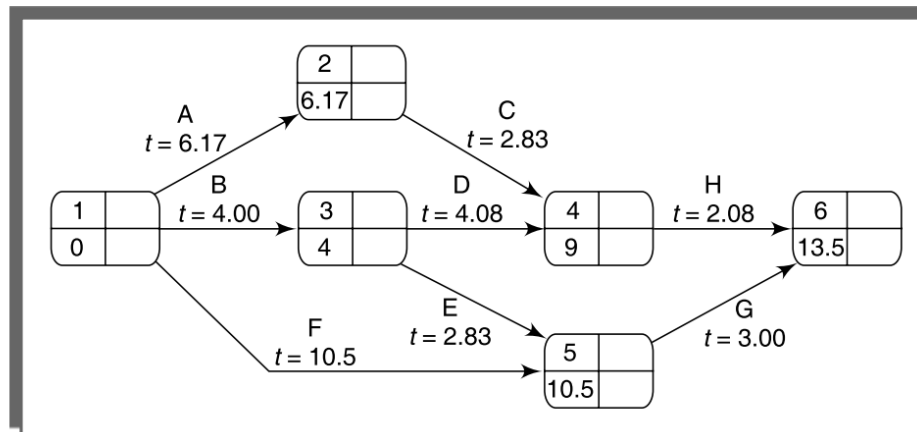 2
6.17
A
t = 6.17
C
t = 2.83
1
0
B
t = 4.00
3
4
D
t = 4.08
4
9
H
t = 2.08
6
13.5
F
t = 10.5
E
t = 2.83
5
10.5
G
t = 3.00